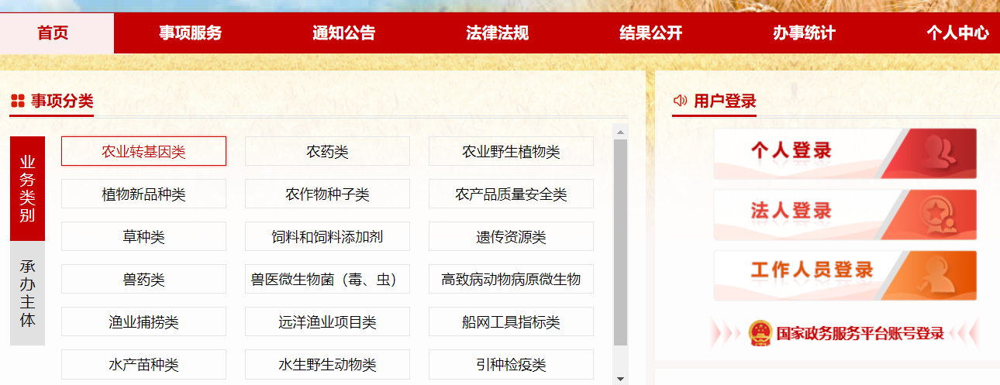 首页 事项服务 通知公告 法律法规 结果公开 办事统计 个人中心
事项分类
业务类别
承办主体
农业转基因类 农药类 农业野生植物类
植物新品种类 农作物种子类 农产品质量安全类
草种类 饲料和饲料添加剂 遗传资源类
兽药类 兽医微生物菌（毒、虫） 高致病动物病原微生物
渔业捕捞类 远洋渔业项目类 船网工具指标类
水产苗种类 水生野生动物类 引种检疫类
用户登录
个人登录
法人登录
工作人员登录
国家政务服务平台账号登录